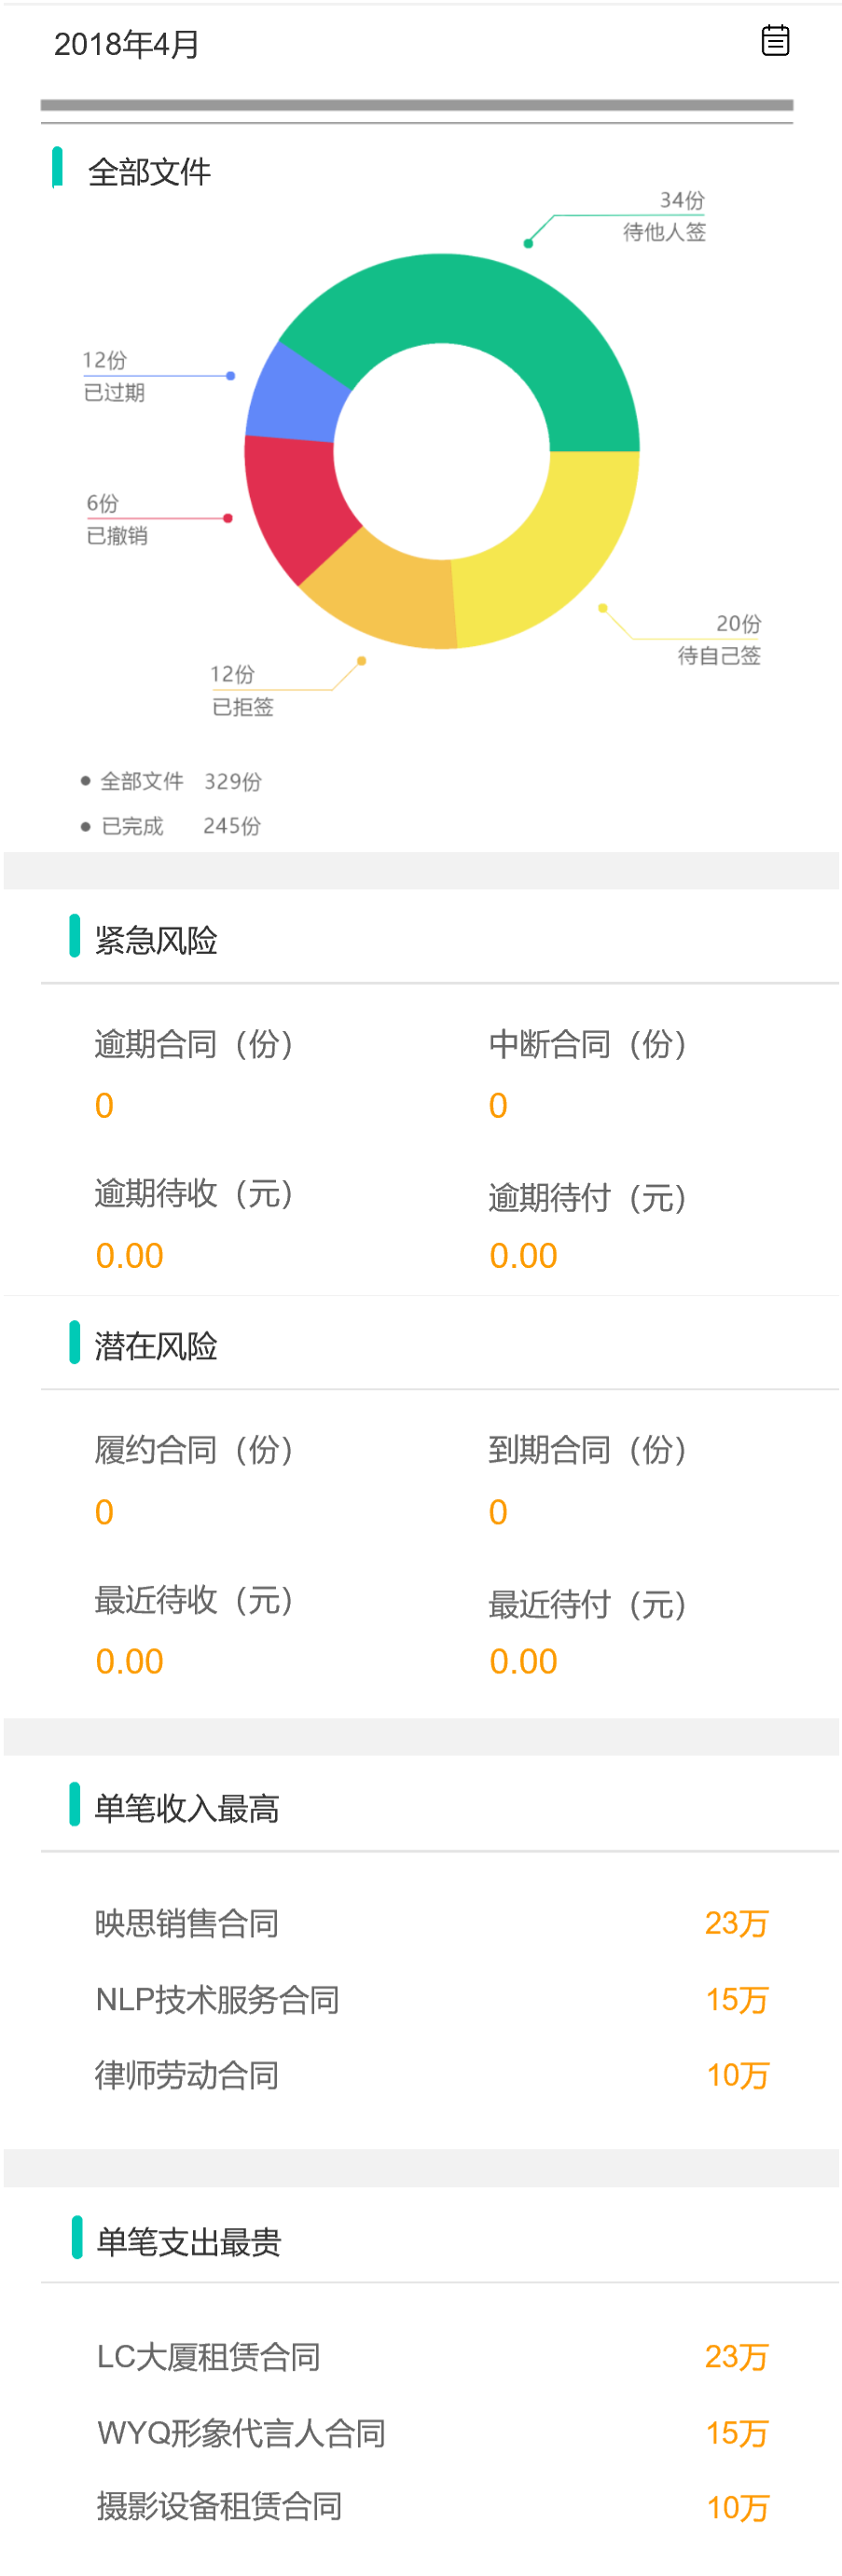 2018年4月
全部文件
34份
待他人签
12份
已过期
6份
已撤销
20份
待自己签
12份
已拒签
全部文件 329份
已完成 245份
紧急风险
逾期合同（份） 中断合同（份）
0 0
逾期待收（元） 逾期待付（元）
0.00 0.00
潜在风险
履约合同（份） 到期合同（份）
0 0
最近待收（元） 最近待付（元）
0.00 0.00
单笔收入最高
映思销售合同 23万
NLP技术服务合同 15万
律师劳动合同 10万
单笔支出最贵
LC大厦租赁合同 23万
WYQ形象代言人合同 15万
摄影设备租赁合同 10万